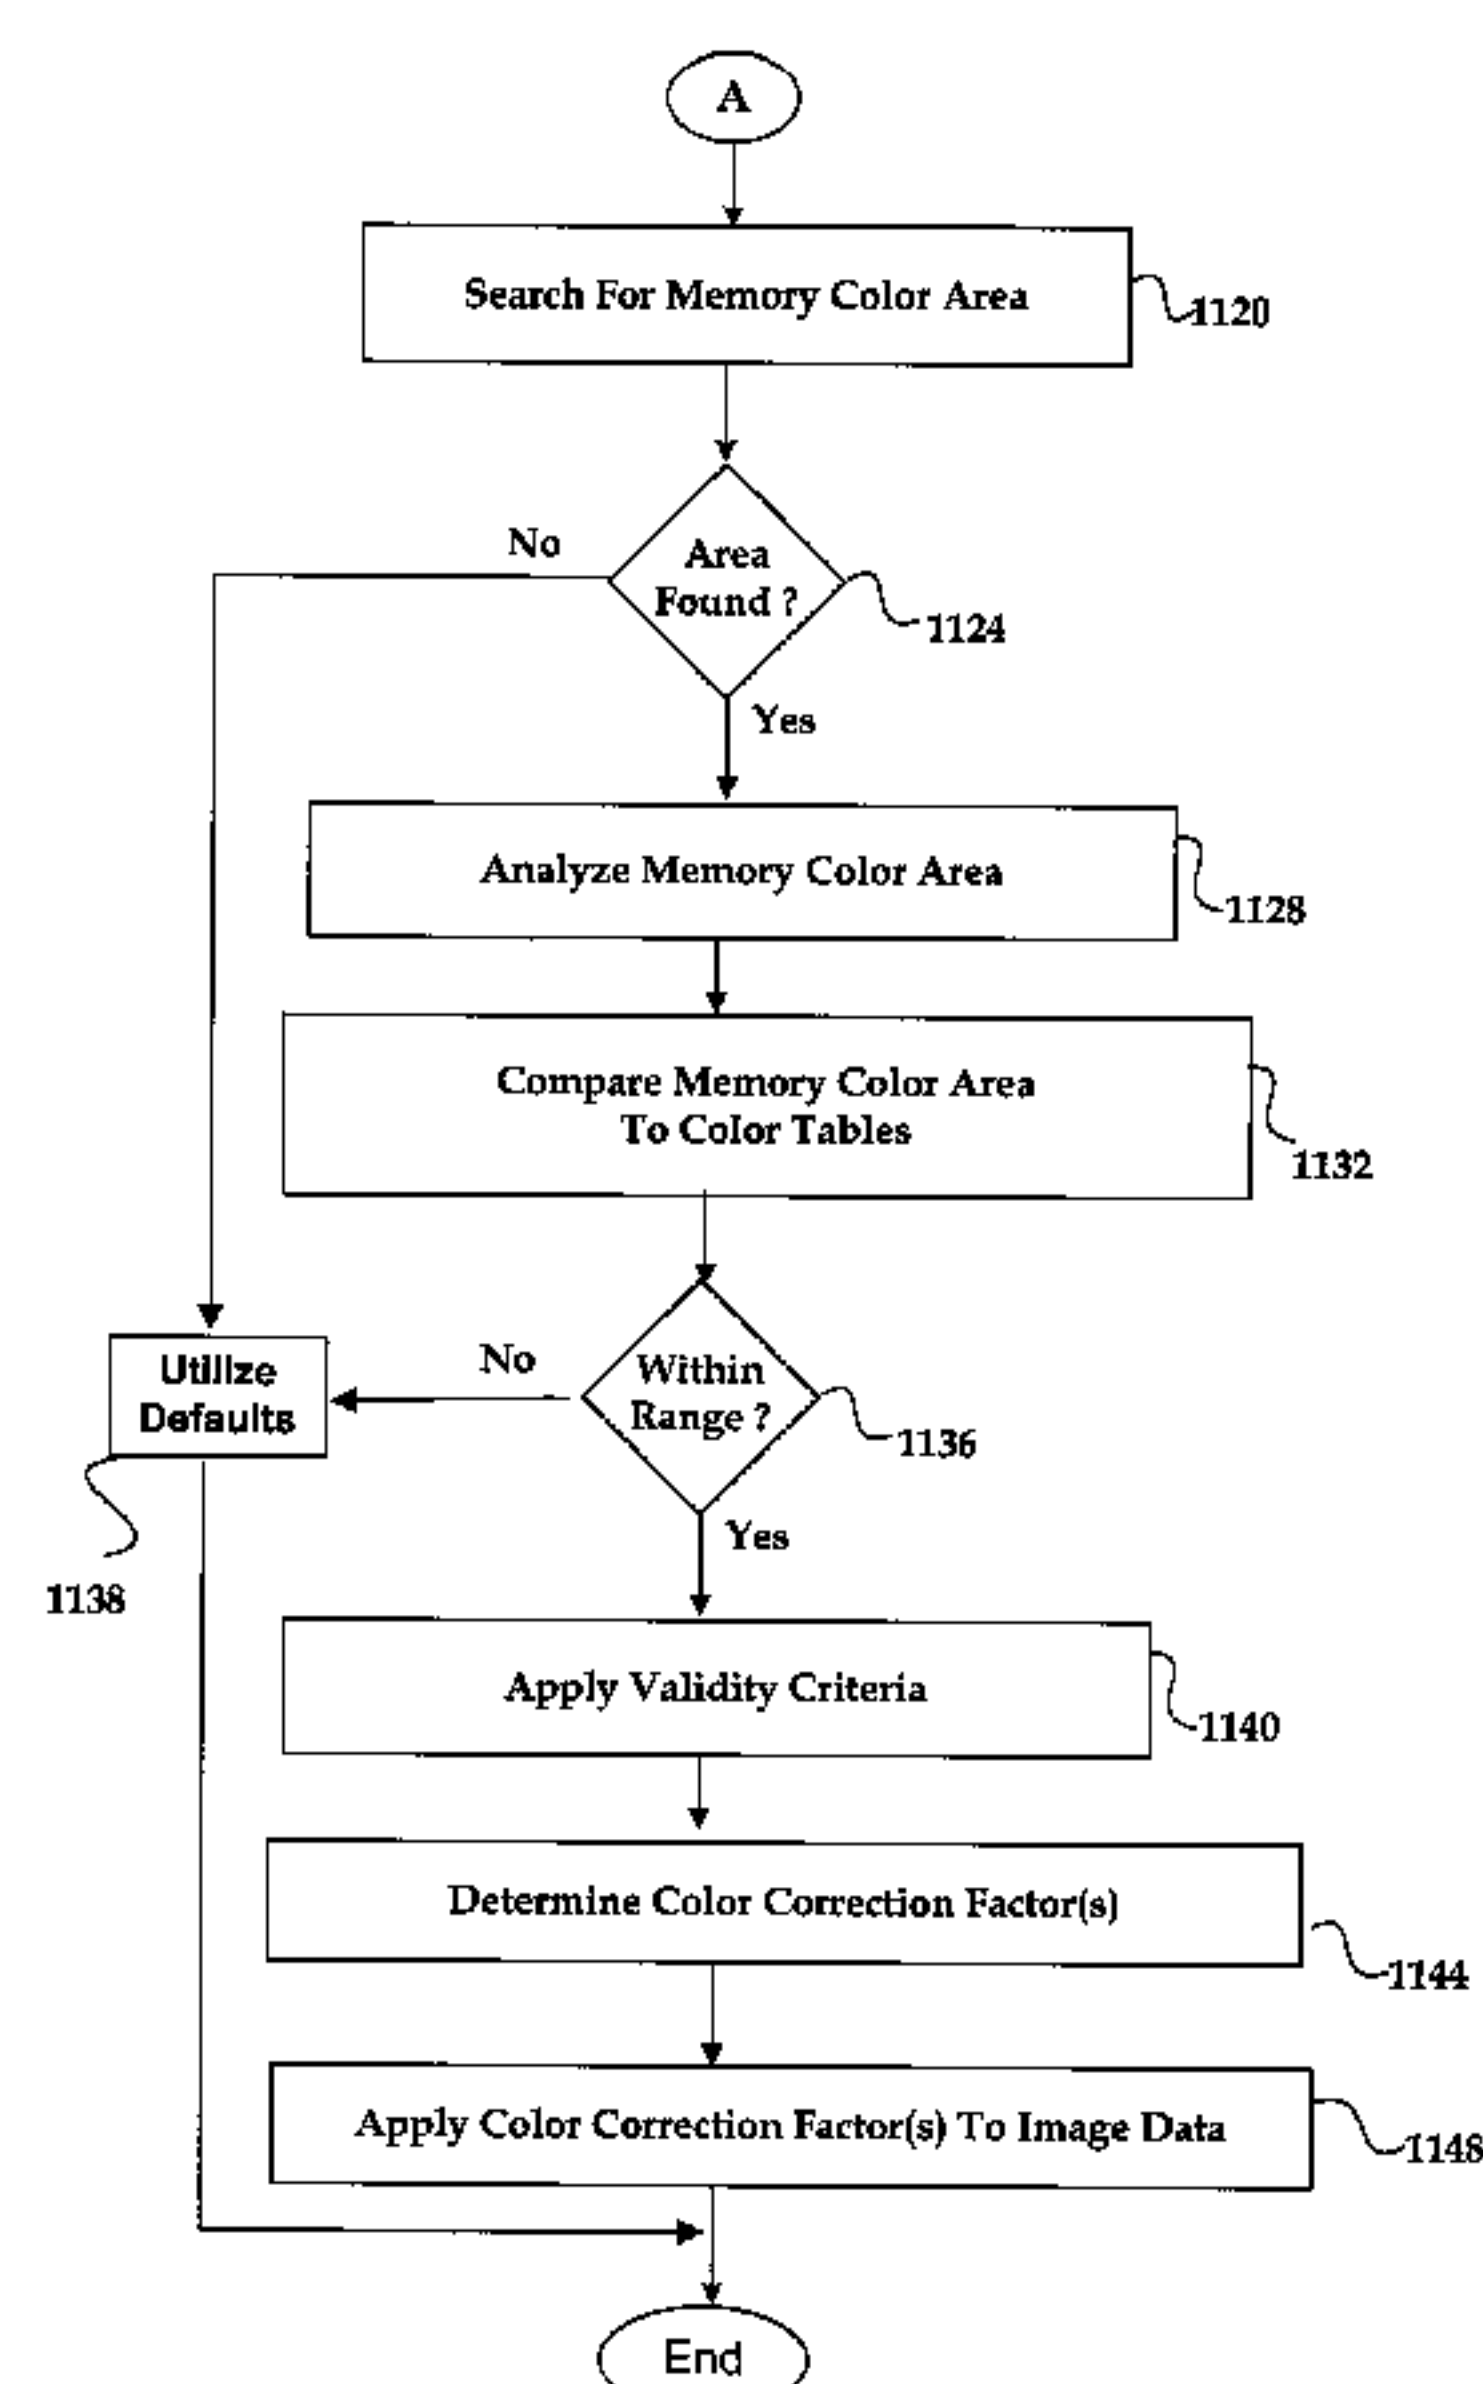 A
Search For Memory Color Area
1120
No
Area
Found ?
1124
Yes
Analyze Memory Color Area
1128
Compare Memory Color Area
To Color Tables
1132
Utilize
Defaults
No
Within
Range ?
1136
Yes
1138
Apply Validity Criteria
1140
Determine Color Correction Factor(s)
1144
Apply Color Correction Factor(s) To Image Data
1148
End